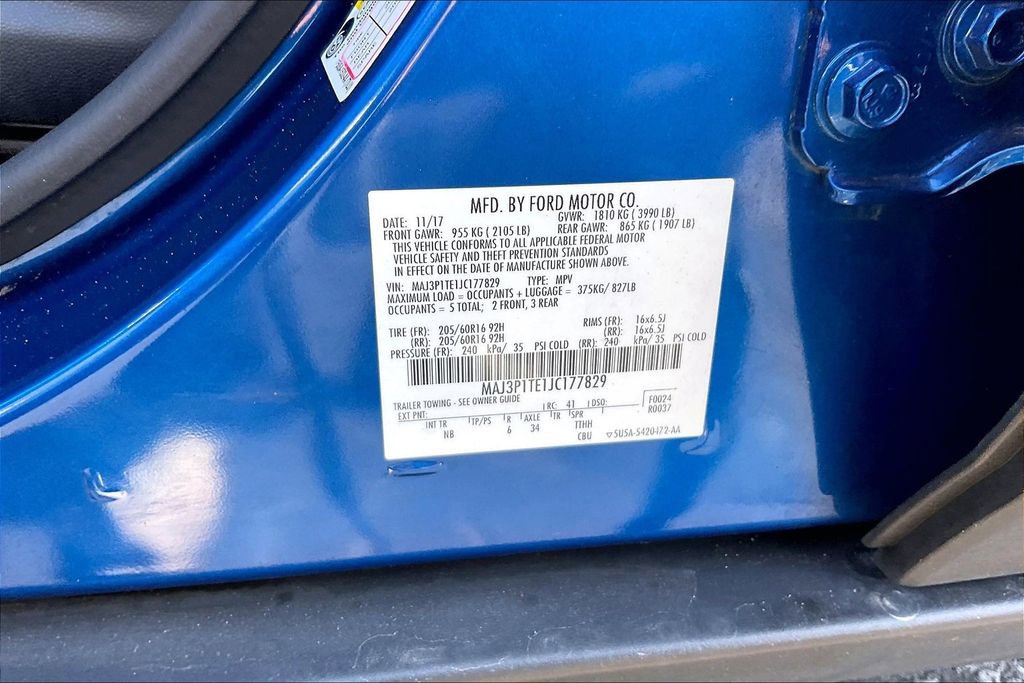 MFD. BY FORD MOTOR CO.
DATE: 11/17 GVWR: 1810 KG ( 3990 LB)
FRONT GAWR: 955 KG ( 2105 LB) REAR GAWR: 865 KG ( 1907 LB)
THIS VEHICLE CONFORMS TO ALL APPLICABLE FEDERAL MOTOR
VEHICLE SAFETY AND THEFT PREVENTION STANDARDS
IN EFFECT ON THE DATE OF MANUFACTURE SHOWN ABOVE.
VIN: MAJ3P1TE1JC177829 TYPE: MPV
MAXIMUM LOAD = OCCUPANTS + LUGGAGE = 375KG/ 827LB
OCCUPANTS = 5 TOTAL; 2 FRONT, 3 REAR
TIRE (FR): 205/60R16 92H RIMS (FR): 16x6.5J
(RR): 205/60R16 92H (RR): 16x6.5J
PRESSURE (FR): 240 kPa/ 35 PSI COLD (RR): 240 kPa/ 35 PSI COLD
MAJ3P1TE1JC177829
TRAILER TOWING - SEE OWNER GUIDE RC: 41 DSO: F0024
EXT PNT: R0037
INT TR TP/PS R AXLE TR SPR TTHH
NB 6 34 CBU ▽5U5A-5420472-AA